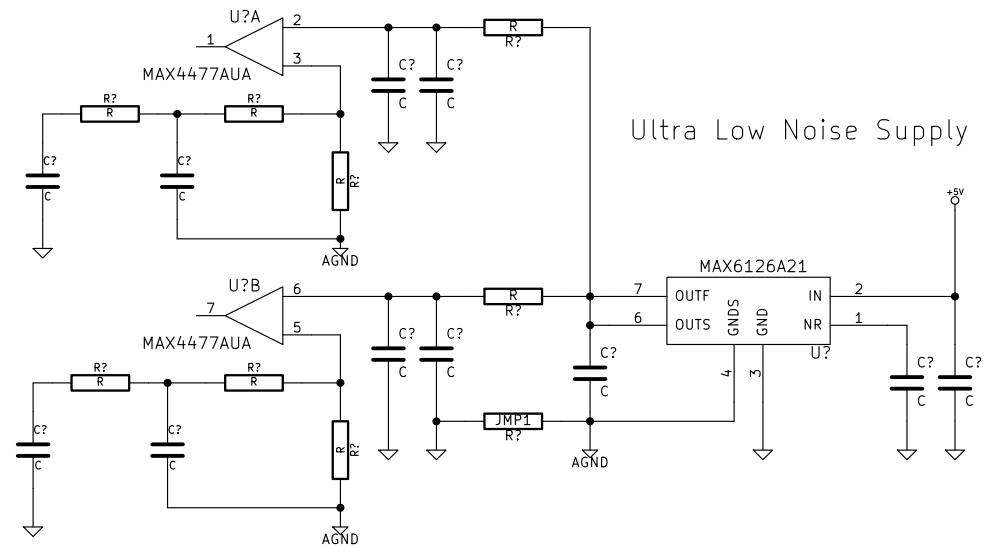 U?A
2
1
3
MAX4477AUA
R
R?
C?
C
C?
C
R?
R
R?
R
C?
C
C?
C
R
R?
AGND
Ultra Low Noise Supply
+5V
MAX6126A21
U?B
6
7
5
MAX4477AUA
R
R?
7
OUTF
IN
2
6
OUTS
NR
1
GNDS
GND
U?
4
3
C?
C
C?
C
C?
C
C?
C
C?
C
R?
R
R?
R
C?
C
C?
C
R
R?
JMP1
R?
AGND
AGND